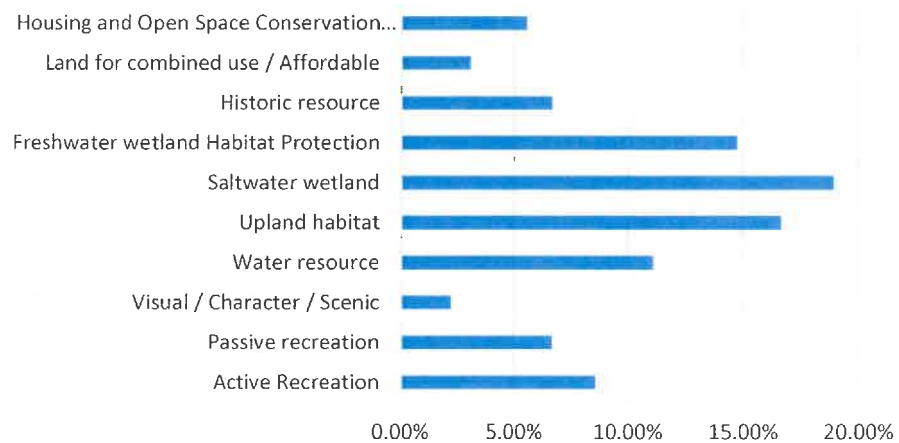 Housing and Open Space Conservation...
Land for combined use / Affordable
Historic resource
Freshwater wetland Habitat Protection
Saltwater wetland
Upland habitat
Water resource
Visual / Character / Scenic
Passive recreation
Active Recreation
0.00% 5.00% 10.00% 15.00% 20.00%